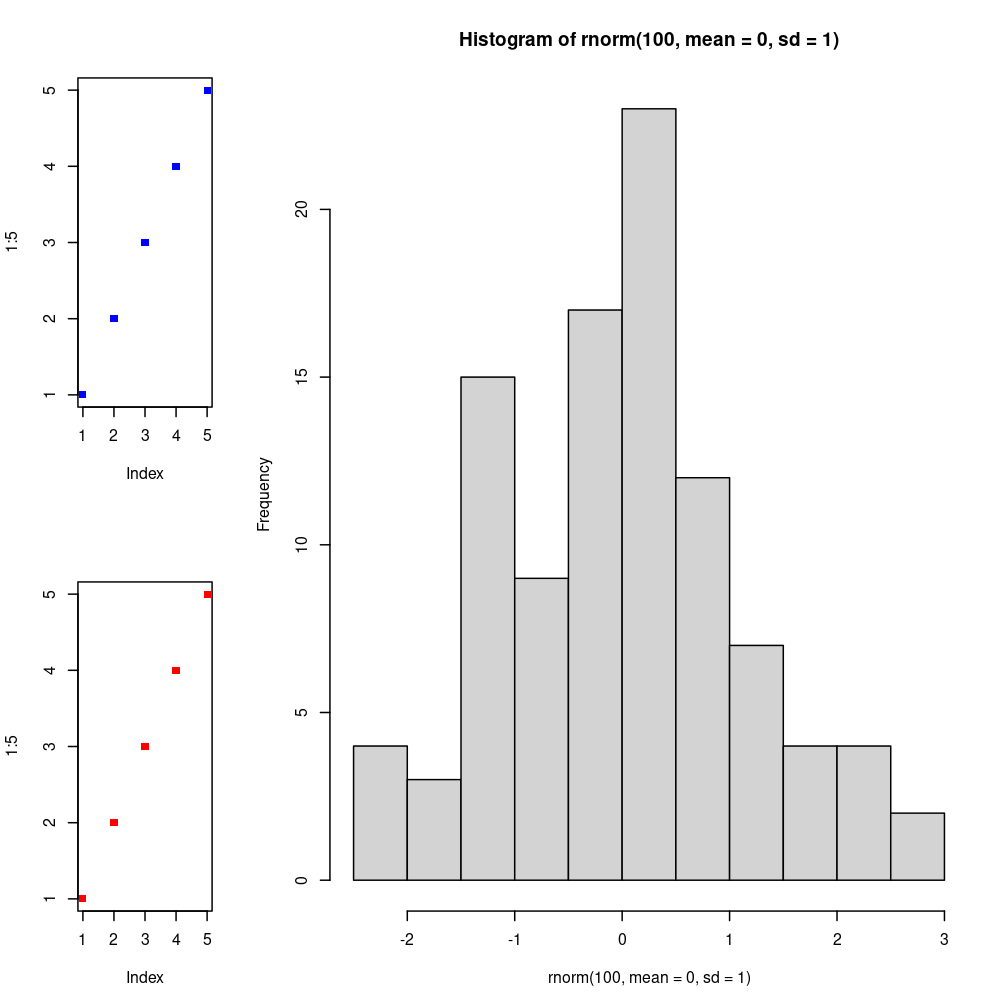 Histogram of rnorm(100, mean = 0, sd = 1)
5
4
3
2
1
1:5
1 2 3 4 5
Index
5
4
3
2
1
1:5
1 2 3 4 5
Index
20
15
10
5
0
Frequency
-2 -1 0 1 2 3
rnorm(100, mean = 0, sd = 1)